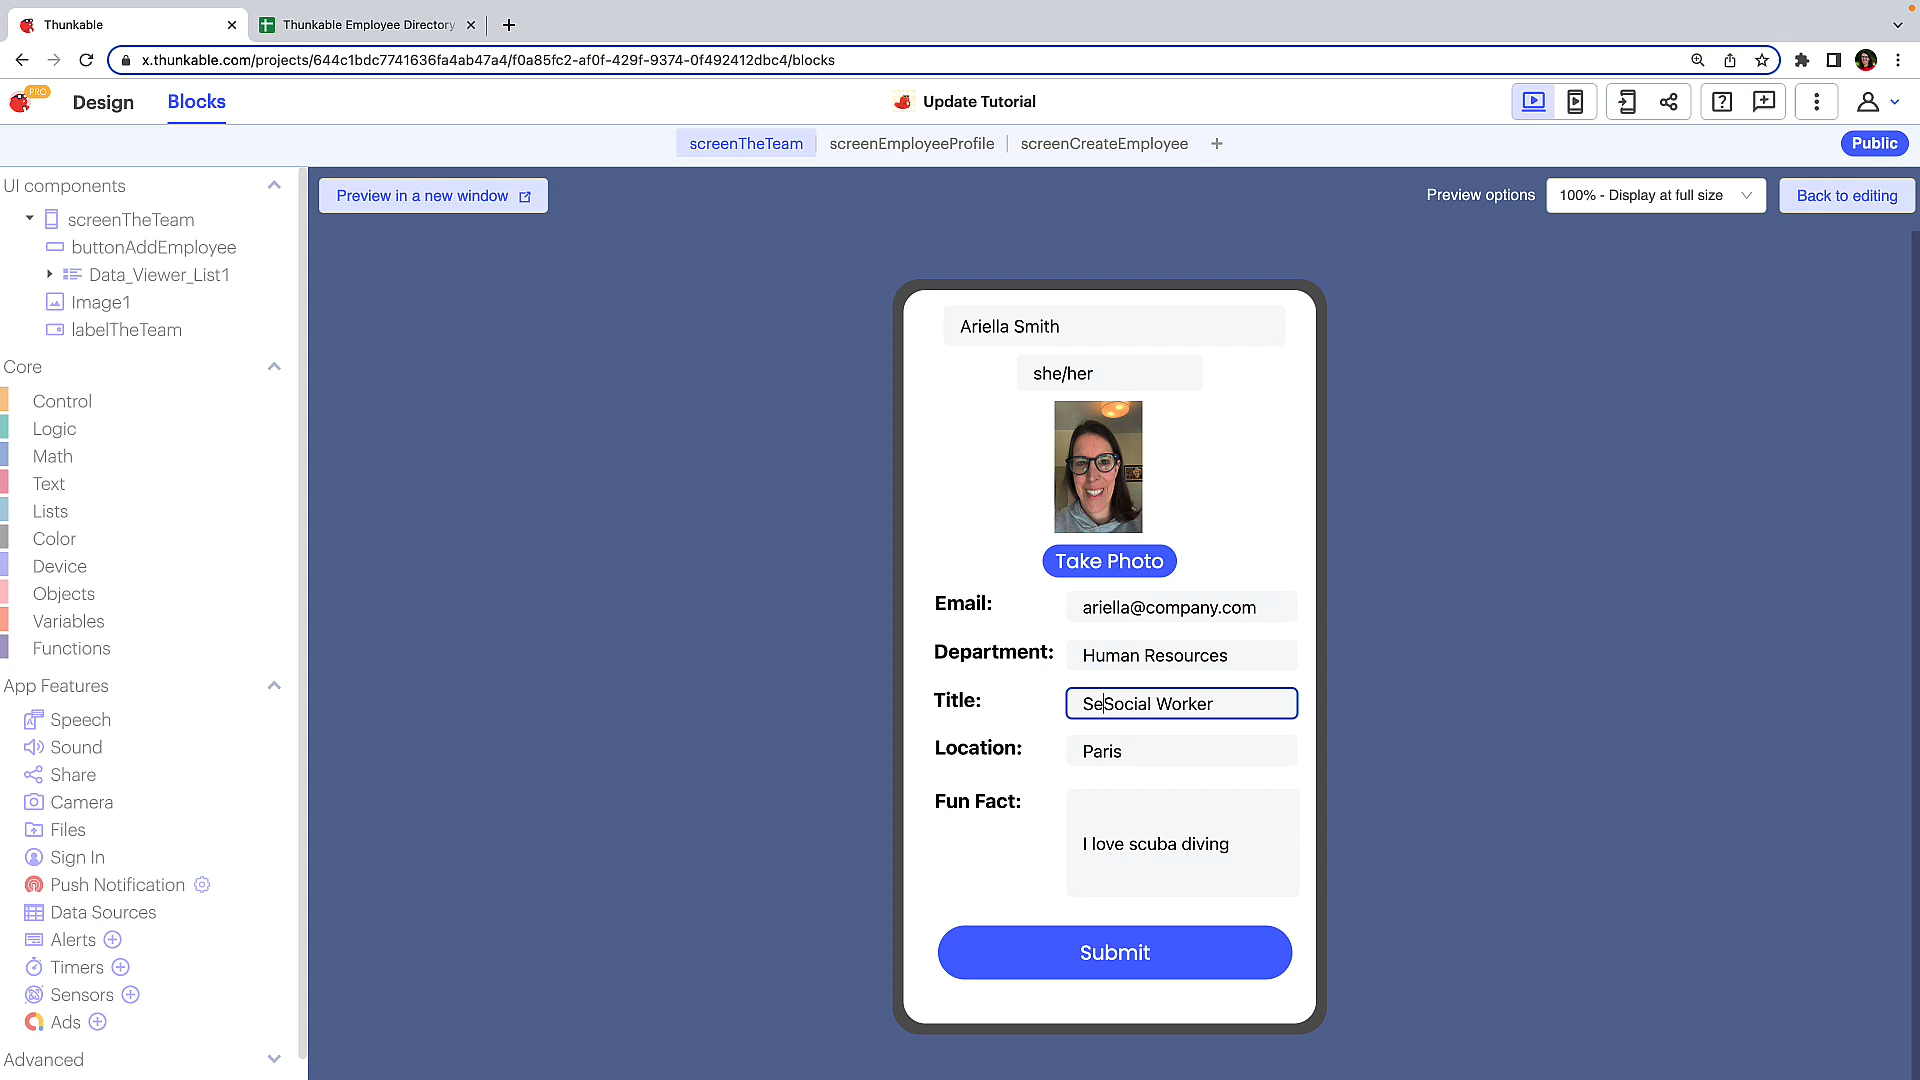 Thunkable
Thunkable Employee Directory
x.thunkable.com/projects/644c1bdc7741636fa4ab47a4/f0a85fc2-af0f-429f-9374-0f492412dbc4/blocks
PRO
Design
Blocks
Update Tutorial
screenTheTeam
screenEmployeeProfile
screenCreateEmployee
Public
UI components
screenTheTeam
buttonAddEmployee
Data_Viewer_List1
Image1
labelTheTeam
Core
Control
Logic
Math
Text
Lists
Color
Device
Objects
Variables
Functions
App Features
Speech
Sound
Share
Camera
Files
Sign In
Push Notification
Data Sources
Alerts
Timers
Sensors
Ads
Advanced
Preview in a new window
Preview options
100% - Display at full size
Back to editing
Ariella Smith
she/her
Take Photo
Email: ariella@company.com
Department: Human Resources
Title: SeSocial Worker
Location: Paris
Fun Fact: I love scuba diving
Submit